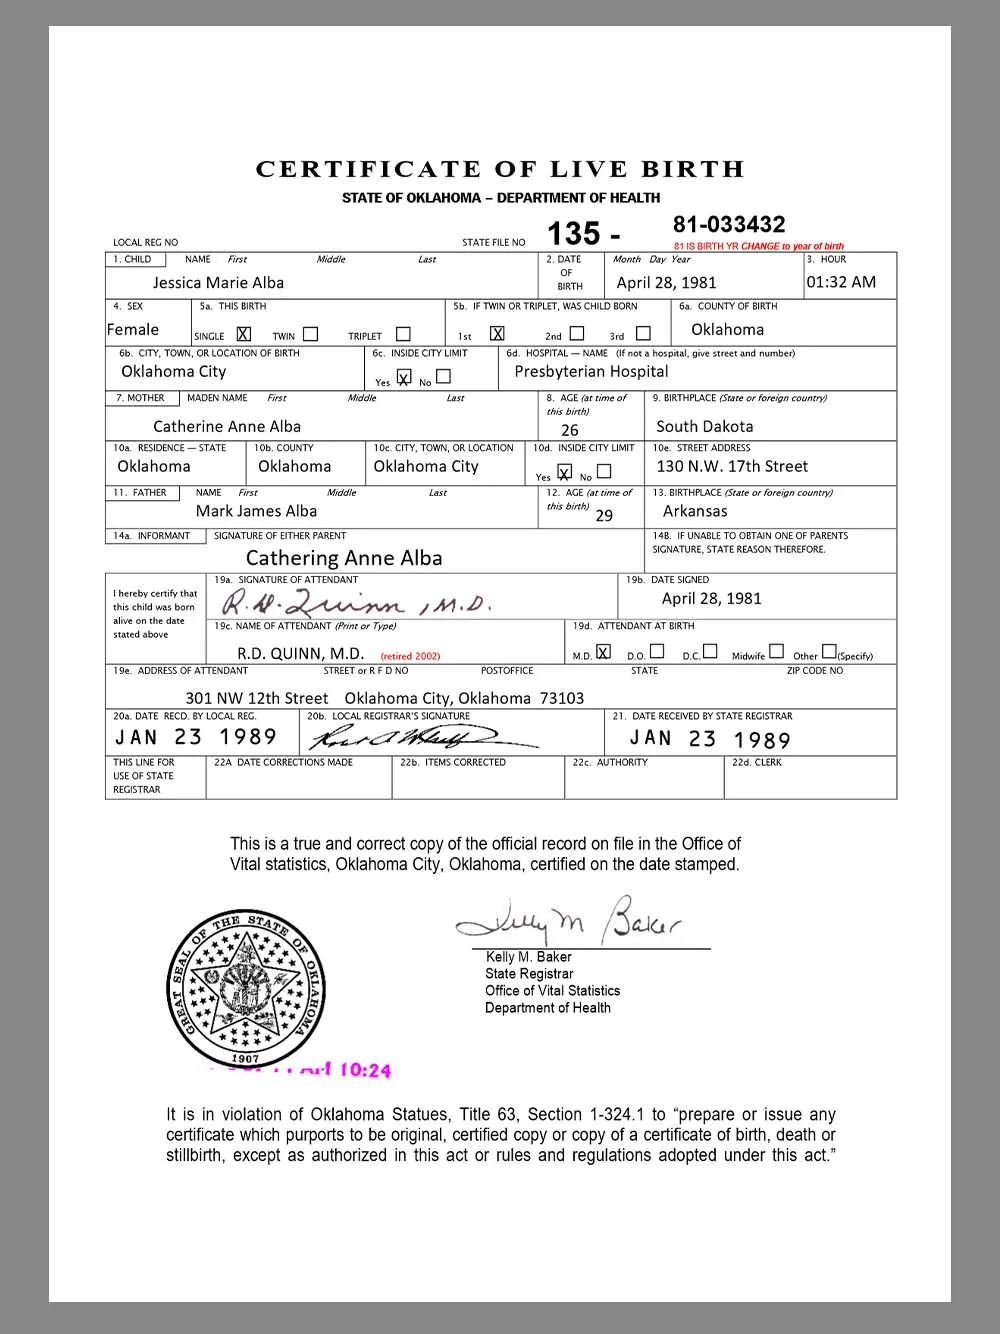 CERTIFICATE OF LIVE BIRTH
STATE OF OKLAHOMA – DEPARTMENT OF HEALTH
LOCAL REG NO STATE FILE NO 135 - 81-033432
81 IS BIRTH YR CHANGE to year of birth
1. CHILD NAME First Middle Last 2. DATE OF BIRTH Month Day Year 3. HOUR
Jessica Marie Alba April 28, 1981 01:32 AM
4. SEX 5a. THIS BIRTH 5b. IF TWIN OR TRIPLET, WAS CHILD BORN 6a. COUNTY OF BIRTH
Female SINGLE X TWIN TRIPLET 1st X 2nd 3rd Oklahoma
6b. CITY, TOWN, OR LOCATION OF BIRTH 6c. INSIDE CITY LIMIT 6d. HOSPITAL — NAME (If not a hospital, give street and number)
Oklahoma City Yes X No Presbyterian Hospital
7. MOTHER MADEN NAME First Middle Last 8. AGE (at time of this birth) 9. BIRTHPLACE (State or foreign country)
Catherine Anne Alba 26 South Dakota
10a. RESIDENCE — STATE 10b. COUNTY 10c. CITY, TOWN, OR LOCATION 10d. INSIDE CITY LIMIT 10e. STREET ADDRESS
Oklahoma Oklahoma Oklahoma City Yes X No 130 N.W. 17th Street
11. FATHER NAME First Middle Last 12. AGE (at time of this birth) 13. BIRTHPLACE (State or foreign country)
Mark James Alba 29 Arkansas
14a. INFORMANT SIGNATURE OF EITHER PARENT 14B. IF UNABLE TO OBTAIN ONE OF PARENTS
SIGNATURE, STATE REASON THEREFORE.
Cathering Anne Alba
I hereby certify that
this child was born
alive on the date
stated above
19a. SIGNATURE OF ATTENDANT 19b. DATE SIGNED
R.D. Quinn, M.D. April 28, 1981
19c. NAME OF ATTENDANT (Print or Type) 19d. ATTENDANT AT BIRTH
R.D. QUINN, M.D. (retired 2002) M.D. X D.O. D.C. Midwife Other (Specify)
19e. ADDRESS OF ATTENDANT STREET or R F D NO POSTOFFICE STATE ZIP CODE NO
301 NW 12th Street Oklahoma City, Oklahoma 73103
20a. DATE RECD. BY LOCAL REG. 20b. LOCAL REGISTRAR'S SIGNATURE 21. DATE RECEIVED BY STATE REGISTRAR
JAN 23 1989 JAN 23 1989
THIS LINE FOR
USE OF STATE
REGISTRAR
22A DATE CORRECTIONS MADE 22b. ITEMS CORRECTED 22c. AUTHORITY 22d. CLERK
This is a true and correct copy of the official record on file in the Office of
Vital statistics, Oklahoma City, Oklahoma, certified on the date stamped.
Kelly M Baker
Kelly M. Baker
State Registrar
Office of Vital Statistics
Department of Health
GREAT SEAL OF THE STATE OF OKLAHOMA
1907
10:24
It is in violation of Oklahoma Statues, Title 63, Section 1-324.1 to “prepare or issue any
certificate which purports to be original, certified copy or copy of a certificate of birth, death or
stillbirth, except as authorized in this act or rules and regulations adopted under this act.”